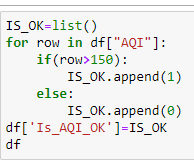 IS_OK=list()
for row in df["AQI"]:
    if(row>150):
        IS_OK.append(1)
    else:
        IS_OK.append(0)
df['Is_AQI_OK']=IS_OK
df